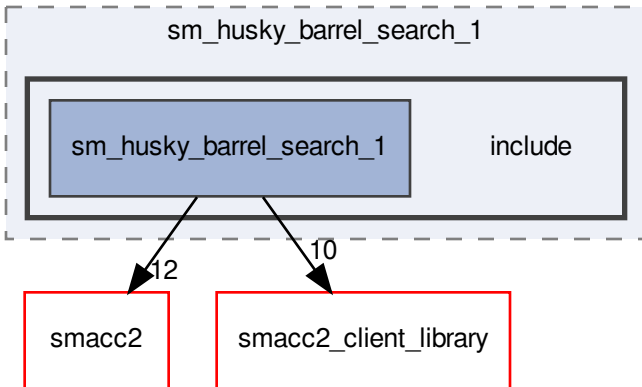 sm_husky_barrel_search_1
sm_husky_barrel_search_1
include
12
10
smacc2
smacc2_client_library